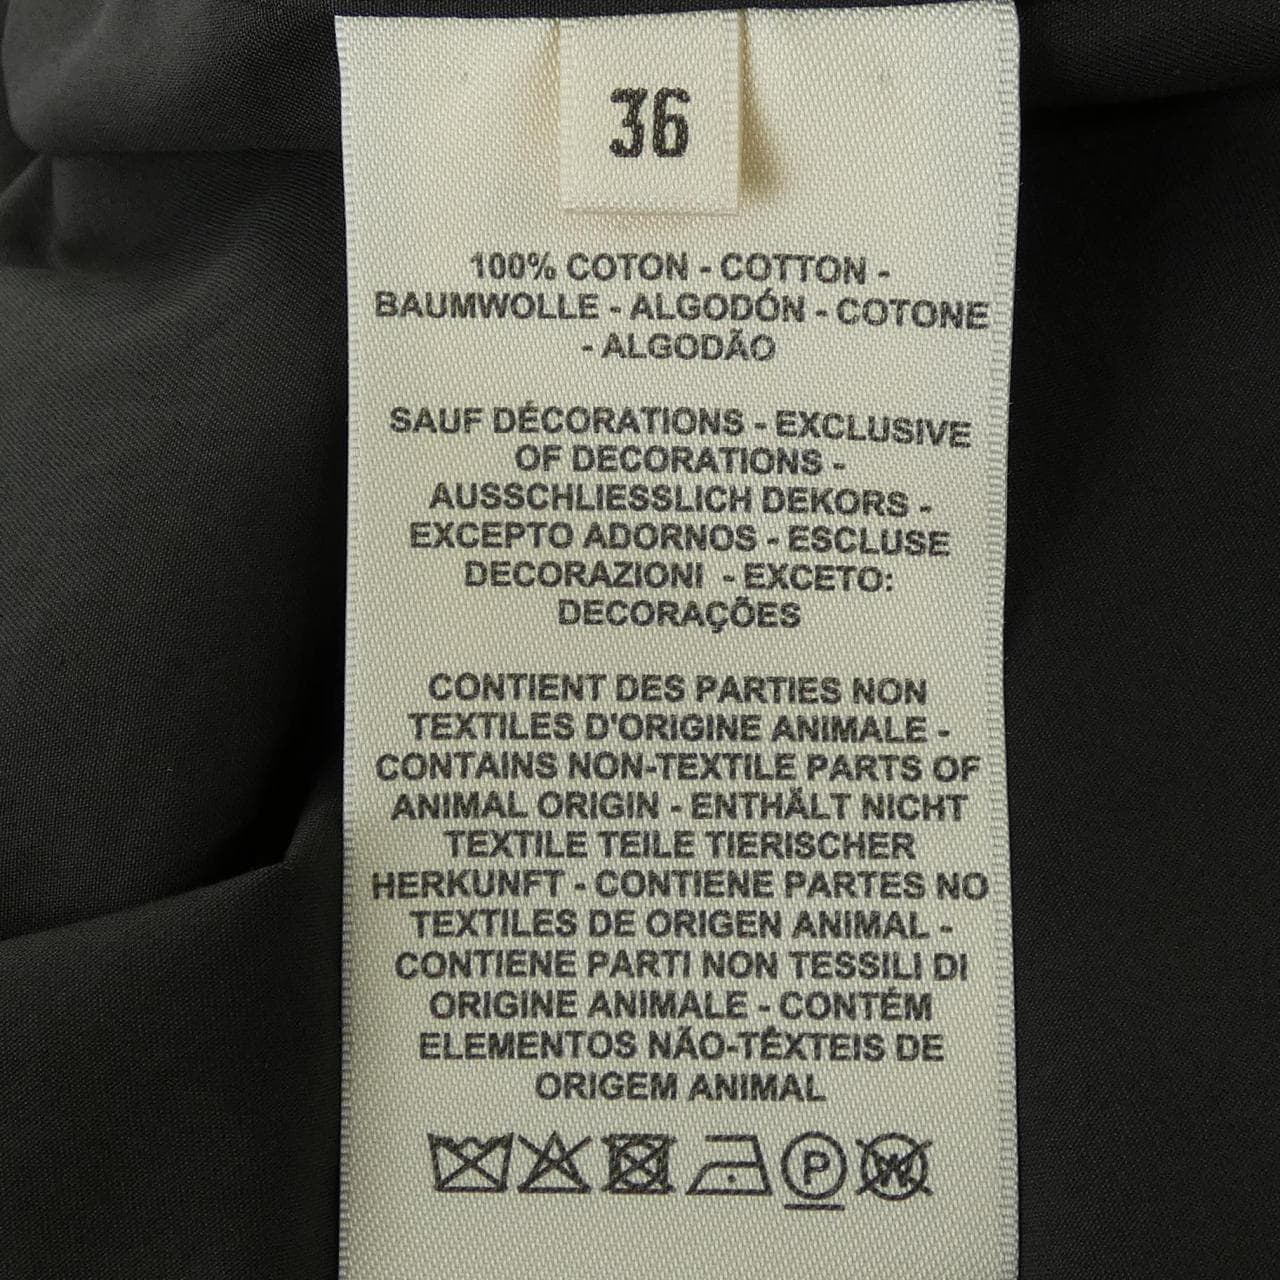 36
100% COTON - COTTON -
BAUMWOLLE - ALGODÓN - COTONE
- ALGODÃO
SAUF DÉCORATIONS - EXCLUSIVE
OF DECORATIONS -
AUSSCHLIESSLICH DEKORS -
EXCEPTO ADORNOS - ESCLUSE
DECORAZIONI - EXCETO:
DECORAÇÕES
CONTIENT DES PARTIES NON
TEXTILES D'ORIGINE ANIMALE -
CONTAINS NON-TEXTILE PARTS OF
ANIMAL ORIGIN - ENTHÄLT NICHT
TEXTILE TEILE TIERISCHER
HERKUNFT - CONTIENE PARTES NO
TEXTILES DE ORIGEN ANIMAL -
CONTIENE PARTI NON TESSILI DI
ORIGINE ANIMALE - CONTÉM
ELEMENTOS NÃO-TÊXTEIS DE
ORIGEM ANIMAL
P W